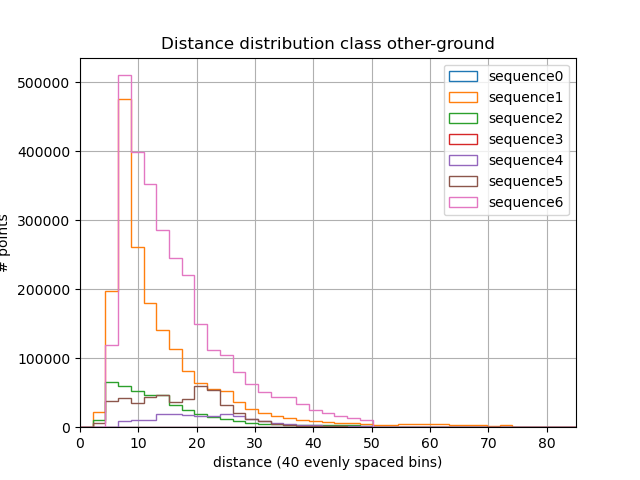 Distance distribution class other-ground
500000
400000
300000
200000
100000
0
# points
sequence0
sequence1
sequence2
sequence3
sequence4
sequence5
sequence6
0 10 20 30 40 50 60 70 80
distance (40 evenly spaced bins)